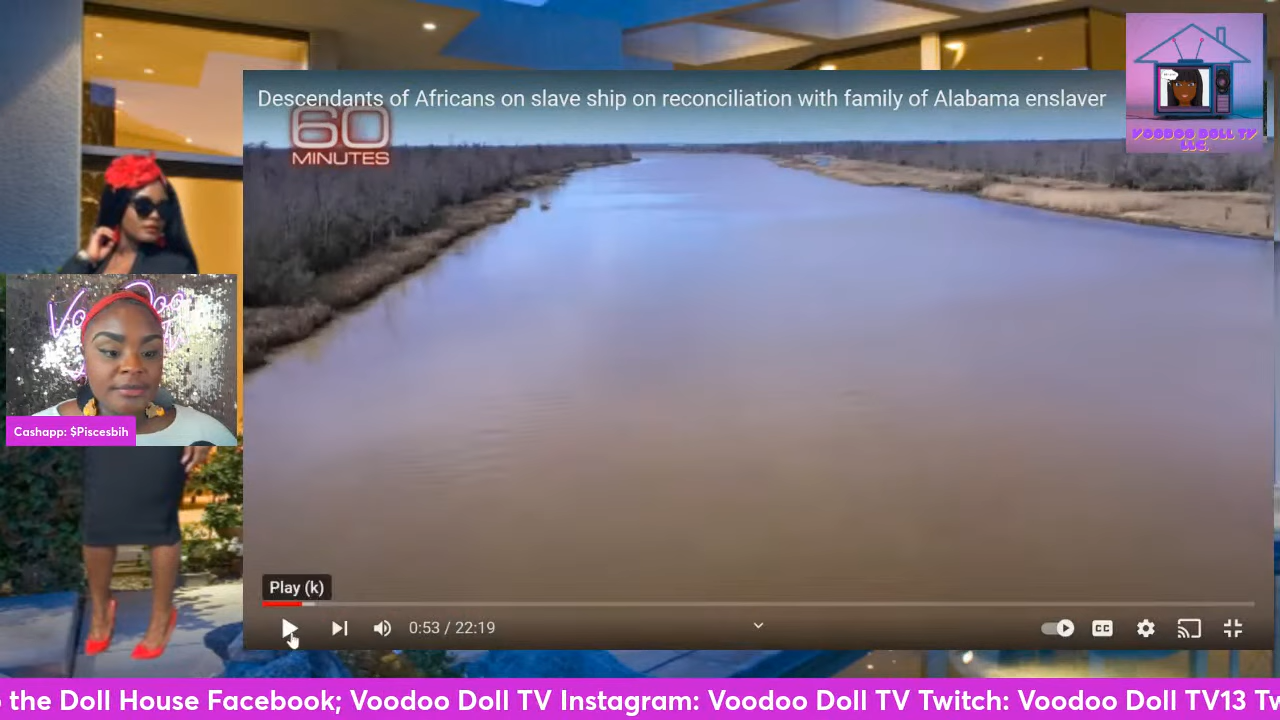 Descendants of Africans on slave ship on reconciliation with family of Alabama enslaver
60
MINUTES
VOODOO DOLL TV
LLC.
Cashapp: $Piscesbih
Play (k)
0:53 / 22:19
CC
the Doll House Facebook; Voodoo Doll TV Instagram: Voodoo Doll TV Twitch: Voodoo Doll TV13